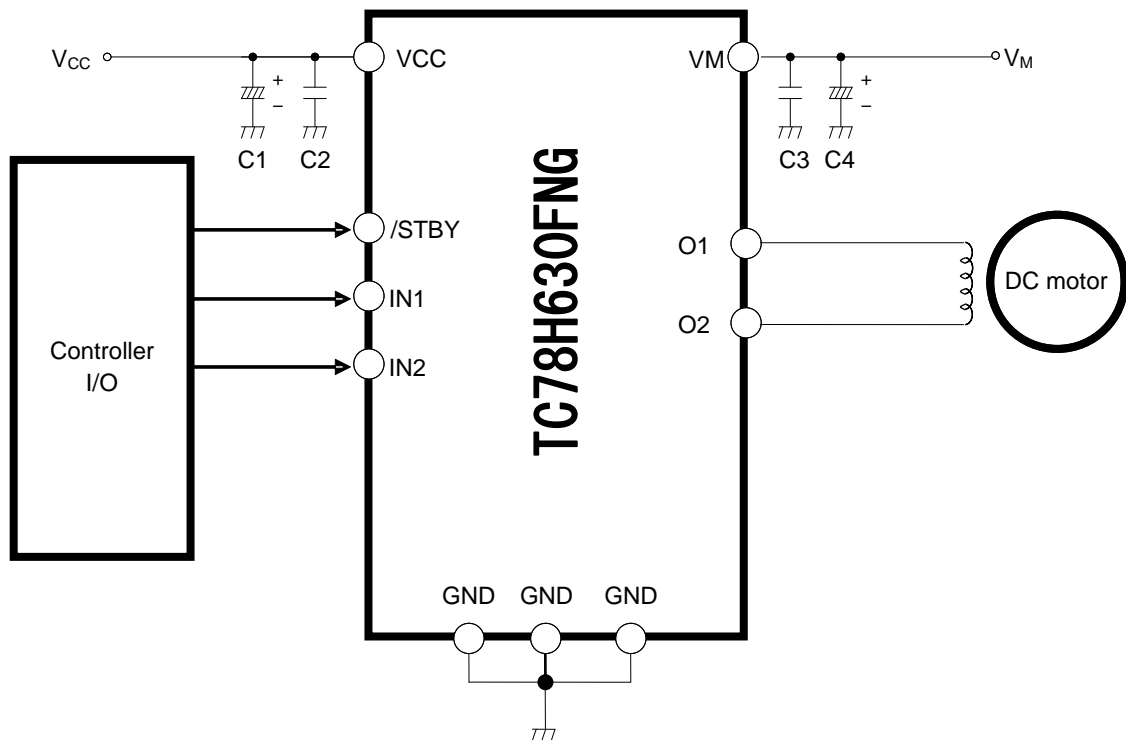 VCC
VCC
VM
VM
+
−
+
−
C1
C2
C3
C4
/STBY
IN1
IN2
Controller
I/O
TC78H630FNG
O1
O2
DC motor
GND
GND
GND